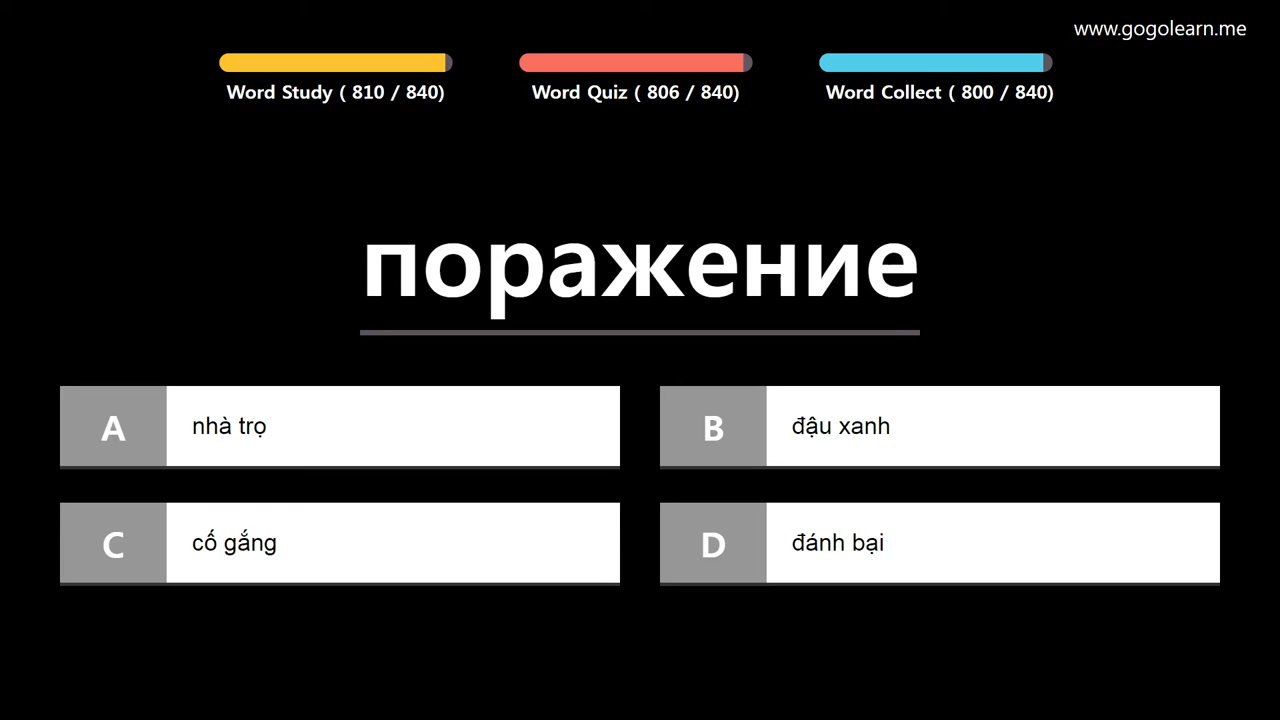 www.gogolearn.me
Word Study ( 810 / 840)
Word Quiz ( 806 / 840)
Word Collect ( 800 / 840)
поражение
A nhà trọ
B đậu xanh
C cố gắng
D đánh bại